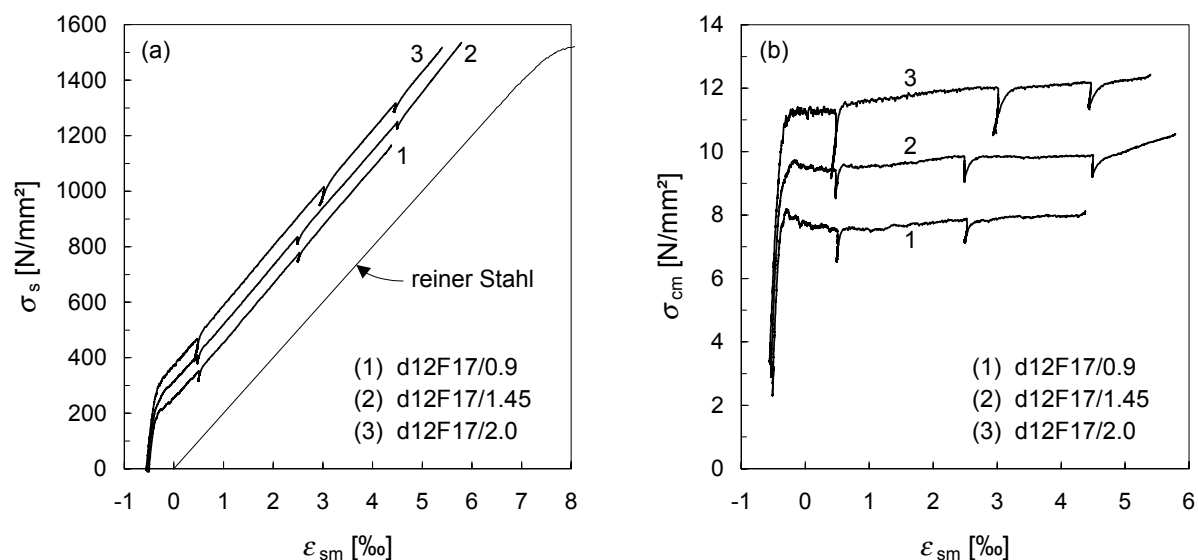 (a)
σs [N/mm²]
1600
1400
1200
1000
800
600
400
200
0
-1 0 1 2 3 4 5 6 7 8
εsm [‰]
3
2
1
reiner Stahl
(1) d12F17/0.9
(2) d12F17/1.45
(3) d12F17/2.0
(b)
σcm [N/mm²]
14
12
10
8
6
4
2
0
-1 0 1 2 3 4 5 6
εsm [‰]
3
2
1
(1) d12F17/0.9
(2) d12F17/1.45
(3) d12F17/2.0